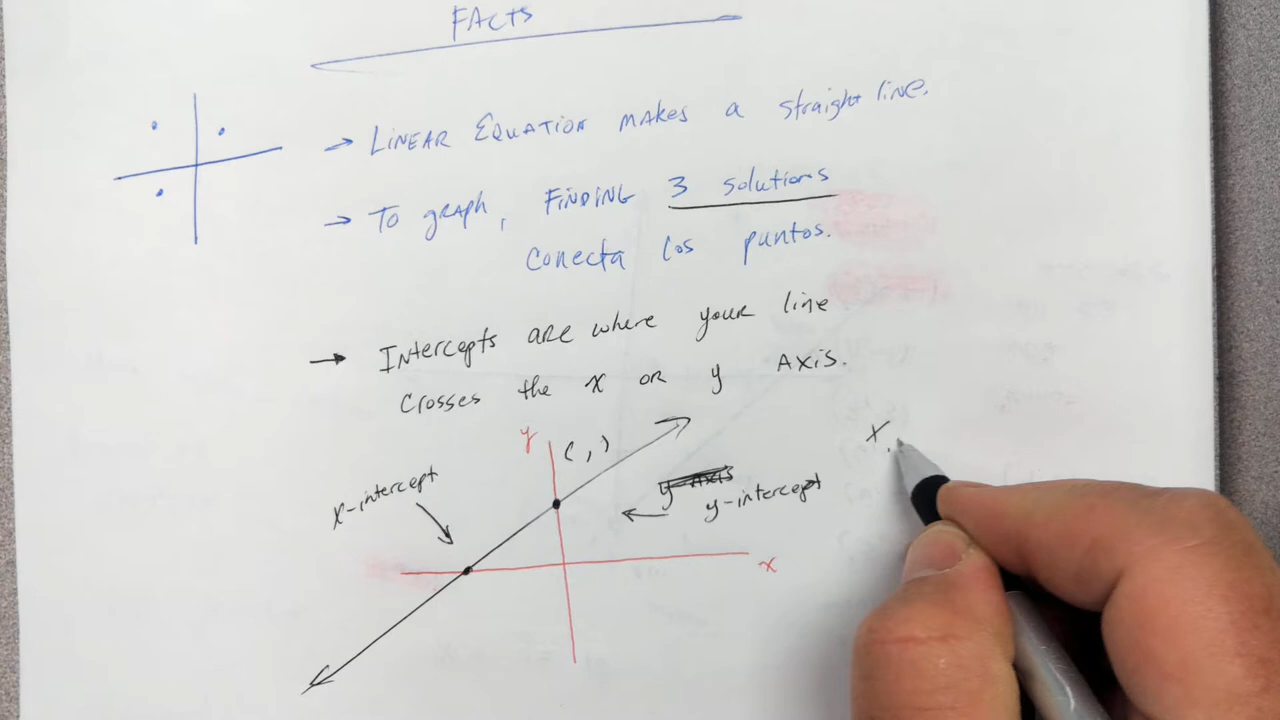 FACTS
→ LINEAR EQUATION MAKES a straight line.
→ To graph, FINDING 3 solutions
conecta los puntos.
→ Intercepts are where your line
crosses the x or y Axis.
y
( , )
x-intercept
y-Axis
y-intercept
x
X